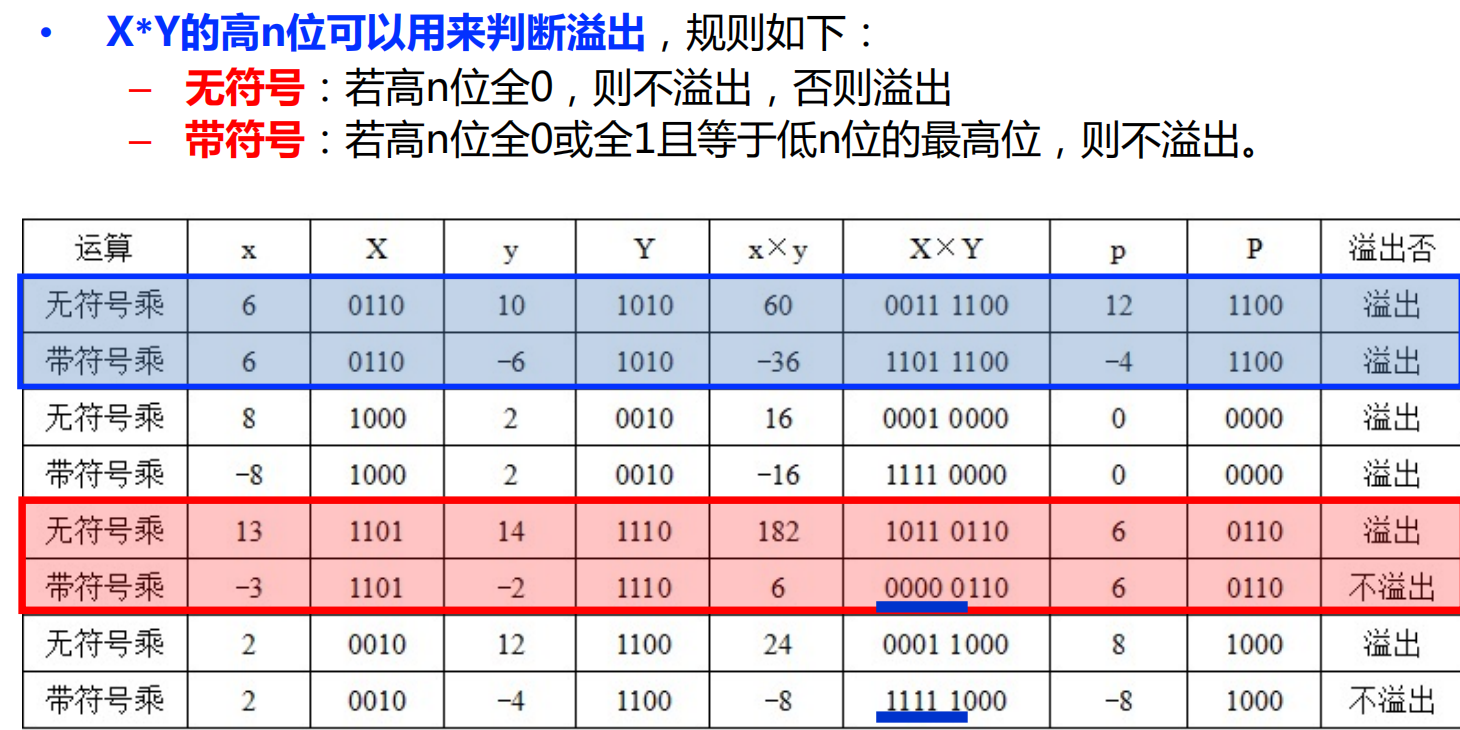 • X*Y的高n位可以用来判断溢出，规则如下：
– 无符号：若高n位全0，则不溢出，否则溢出
– 带符号：若高n位全0或全1且等于低n位的最高位，则不溢出。
运算 x X y Y x×y X×Y p P 溢出否
无符号乘 6 0110 10 1010 60 0011 1100 12 1100 溢出
带符号乘 6 0110 −6 1010 −36 1101 1100 −4 1100 溢出
无符号乘 8 1000 2 0010 16 0001 0000 0 0000 溢出
带符号乘 −8 1000 2 0010 −16 1111 0000 0 0000 溢出
无符号乘 13 1101 14 1110 182 1011 0110 6 0110 溢出
带符号乘 −3 1101 −2 1110 6 0000 0110 6 0110 不溢出
无符号乘 2 0010 12 1100 24 0001 1000 8 1000 溢出
带符号乘 2 0010 −4 1100 −8 1111 1000 −8 1000 不溢出